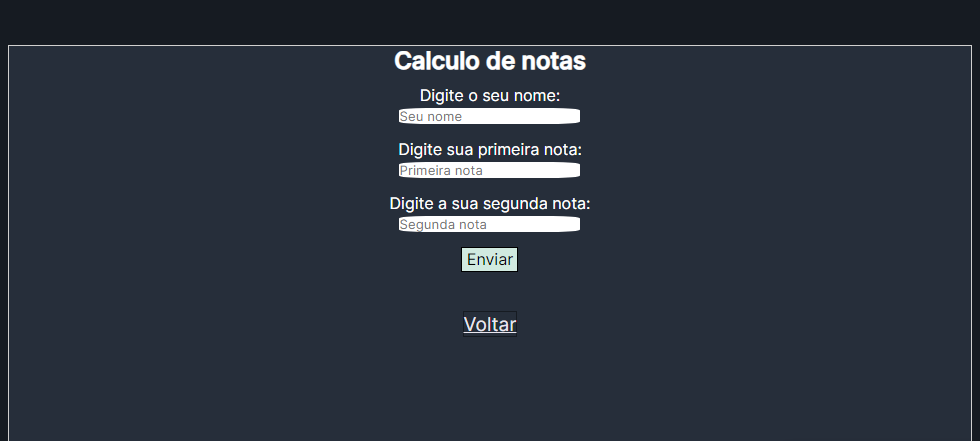 Calculo de notas
Digite o seu nome:
Seu nome
Digite sua primeira nota:
Primeira nota
Digite a sua segunda nota:
Segunda nota
Enviar
Voltar